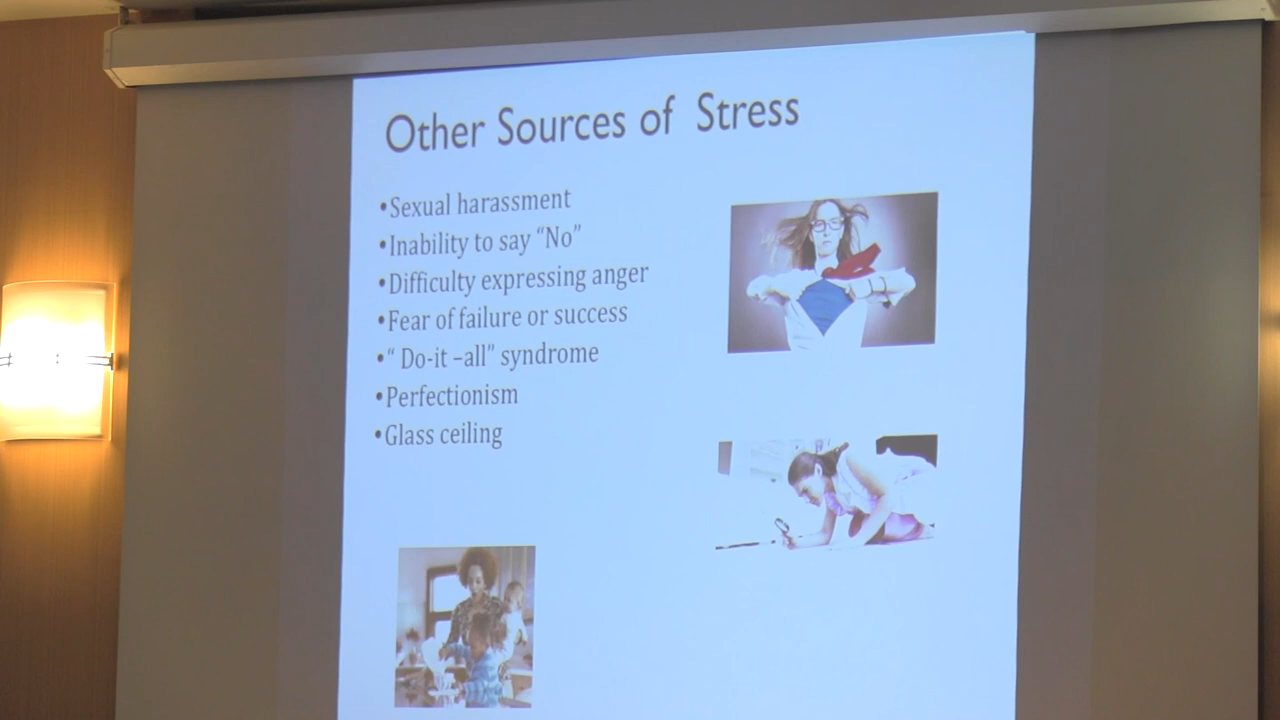 Other Sources of Stress
•Sexual harassment
•Inability to say “No”
•Difficulty expressing anger
•Fear of failure or success
•“ Do-it –all” syndrome
•Perfectionism
•Glass ceiling